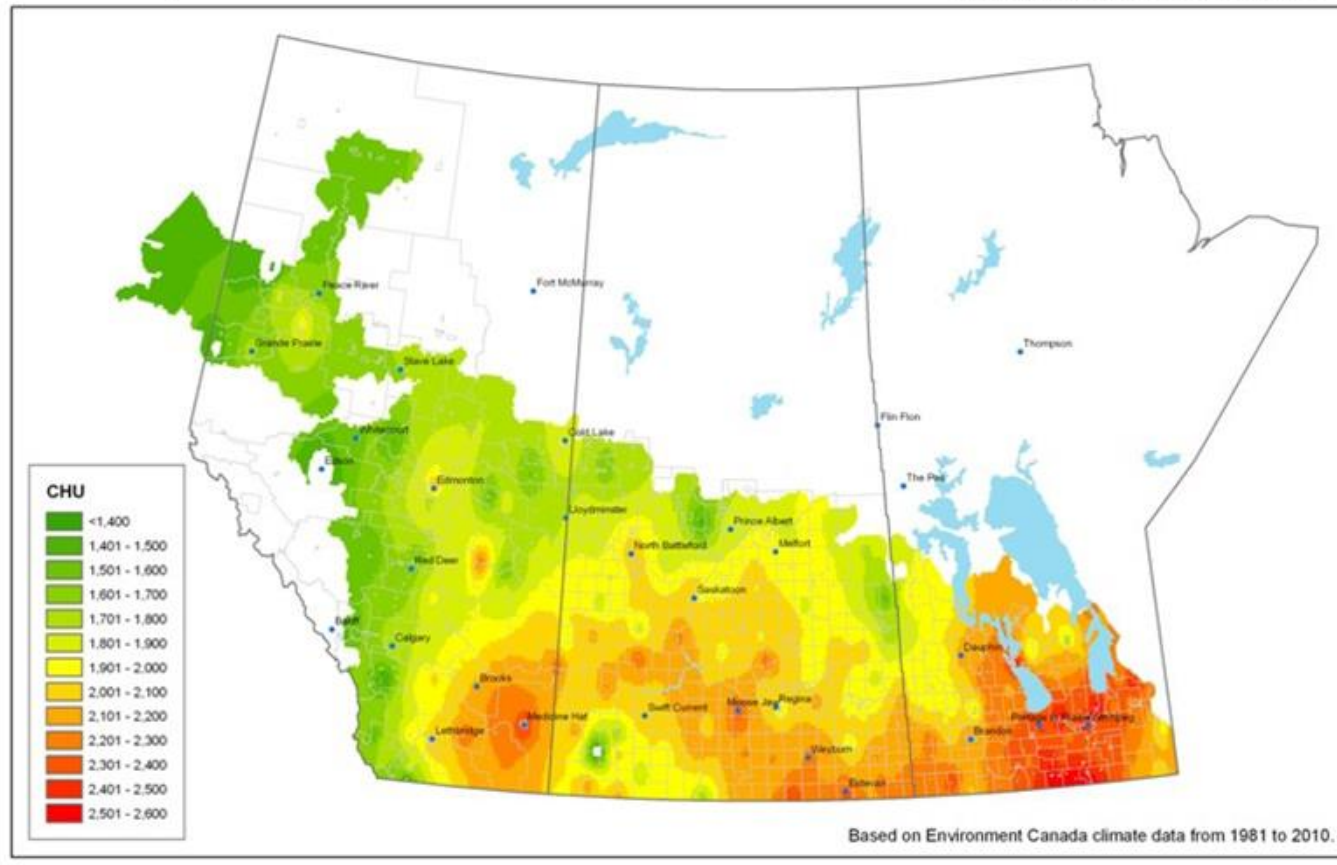 Peace River
Fort McMurray
Grande Prairie
Slave Lake
Thompson
Flin Flon
Whitecourt
Cold Lake
Edson
Edmonton
The Pas
Lloydminster
Prince Albert
North Battleford
Melfort
Red Deer
Saskatoon
Banff
Calgary
Dauphin
Brooks
Medicine Hat
Swift Current
Moose Jaw
Regina
Lethbridge
Brandon
Portage la Prairie
Winnipeg
Weyburn
Estevan
CHU
<1,400
1,401 - 1,500
1,501 - 1,600
1,601 - 1,700
1,701 - 1,800
1,801 - 1,900
1,901 - 2,000
2,001 - 2,100
2,101 - 2,200
2,201 - 2,300
2,301 - 2,400
2,401 - 2,500
2,501 - 2,600
Based on Environment Canada climate data from 1981 to 2010.